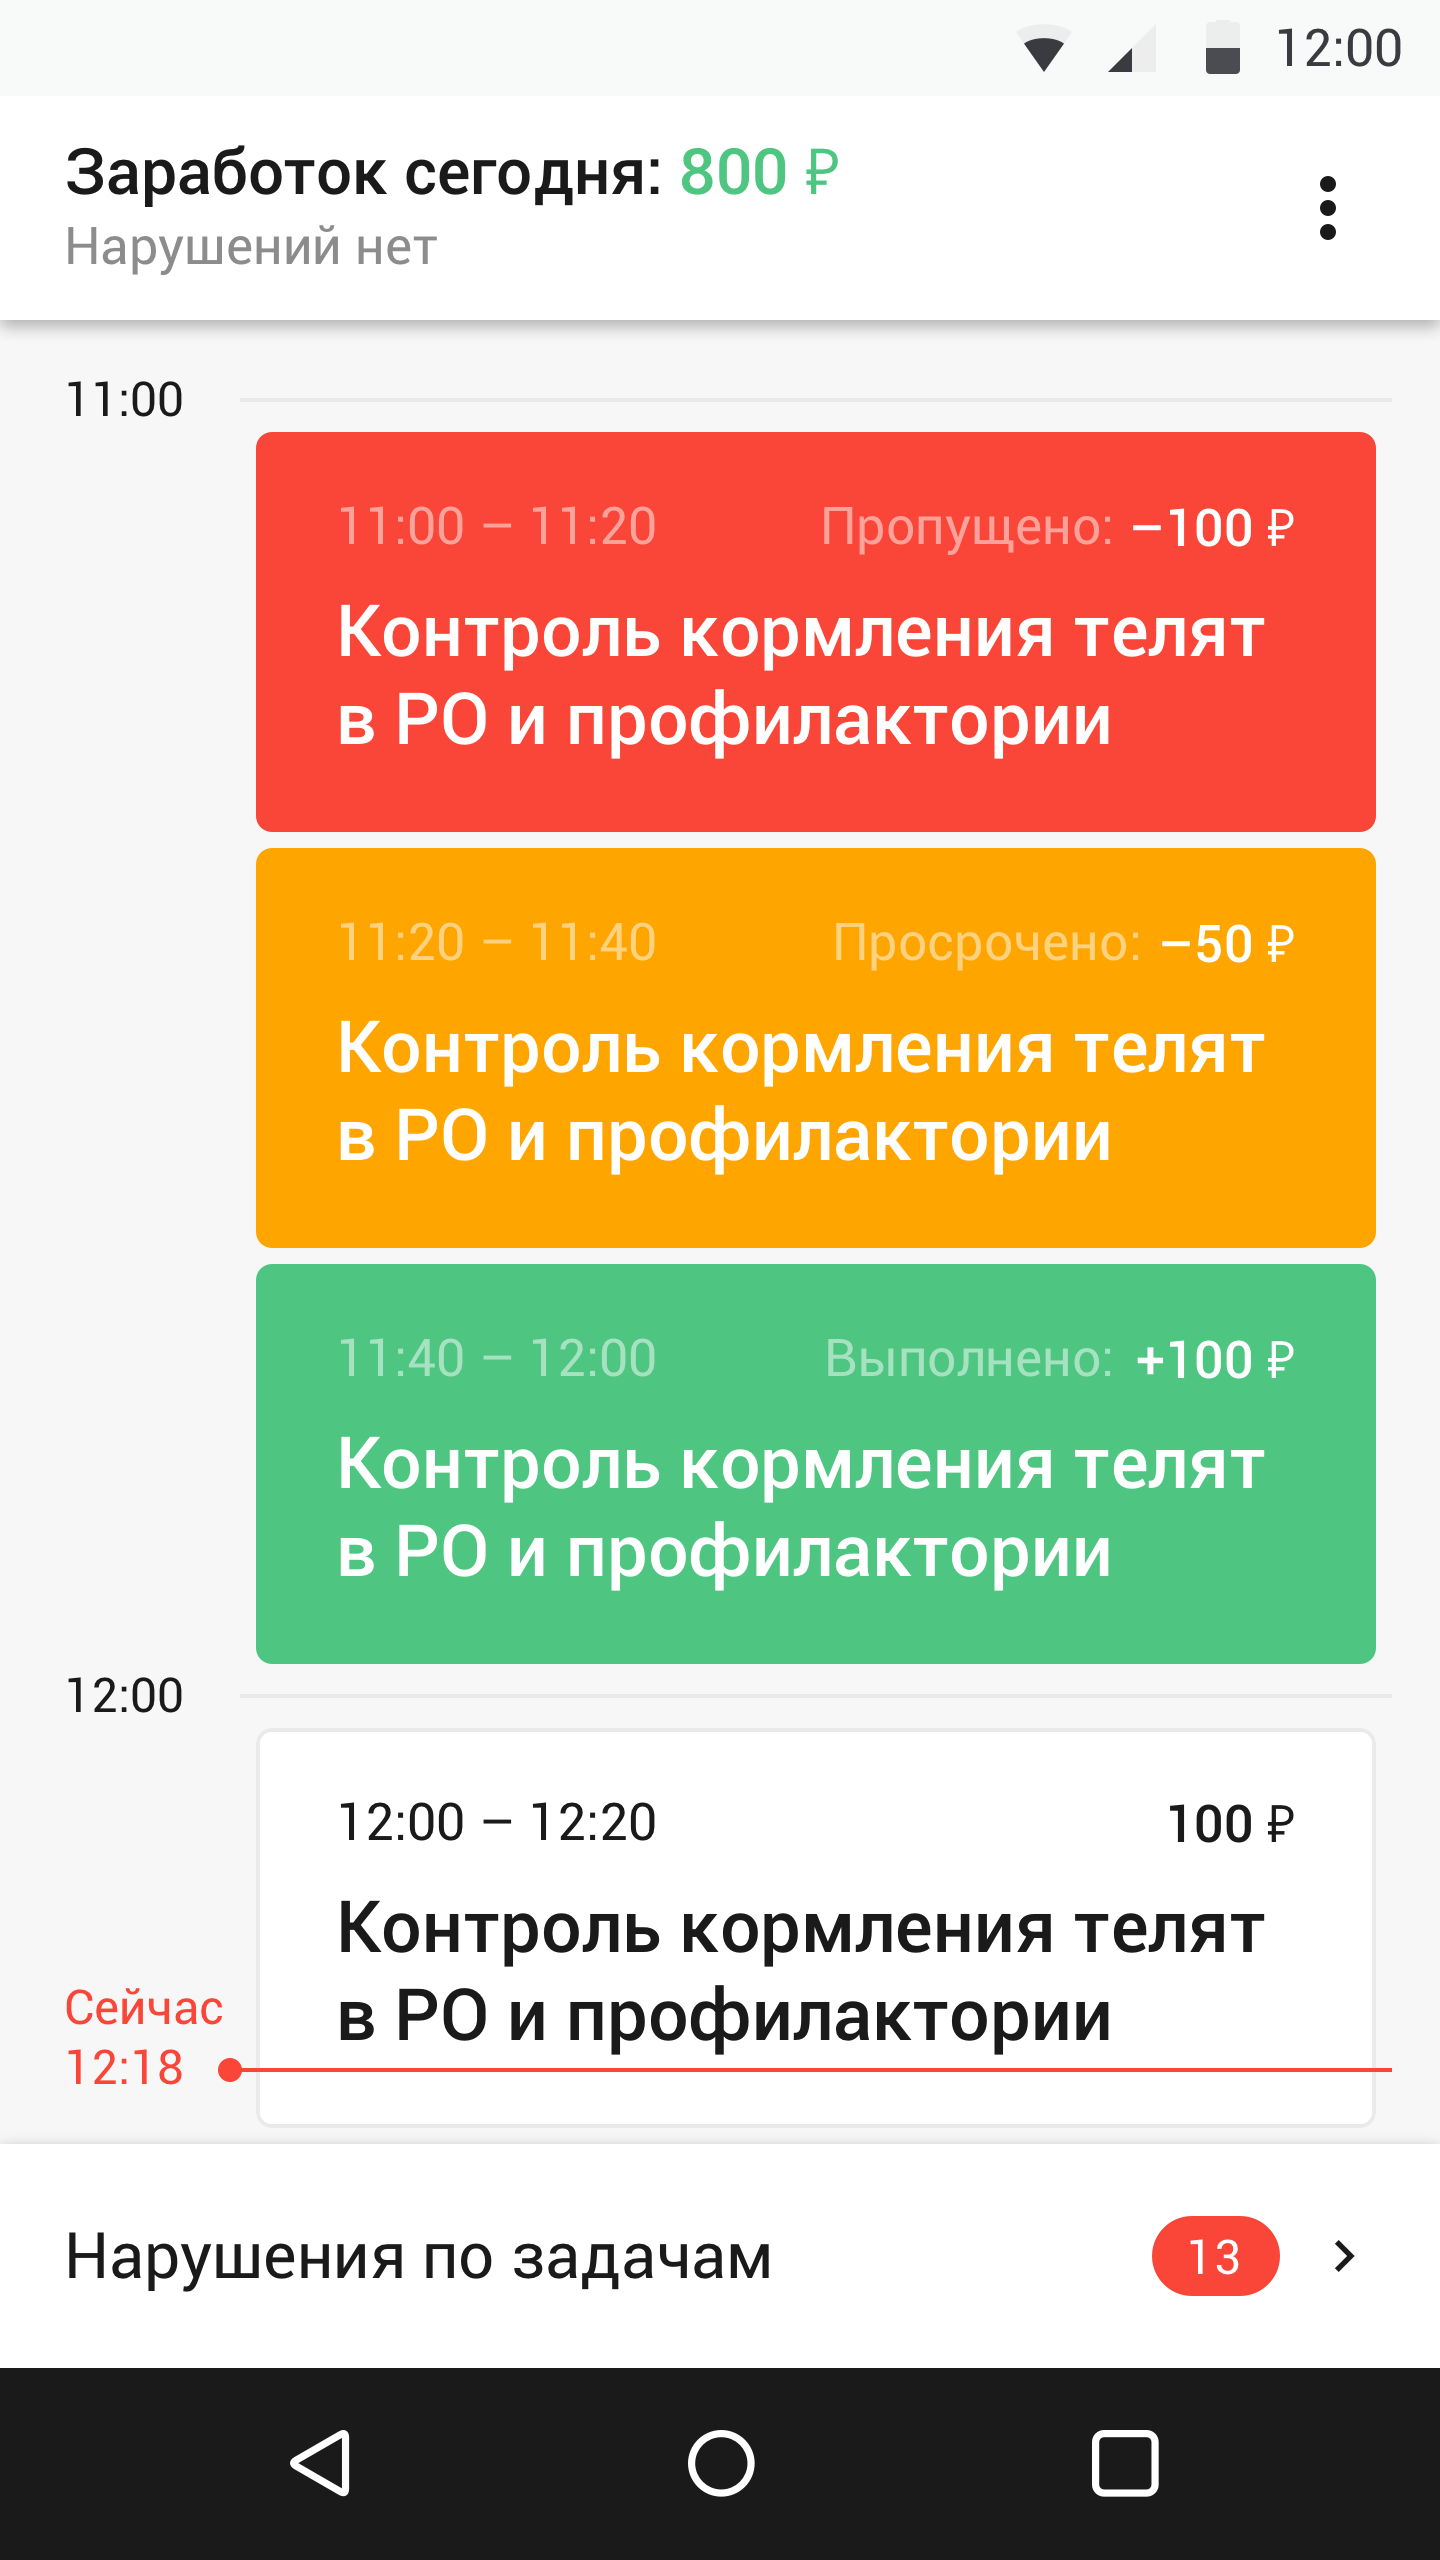 12:00
Заработок сегодня: 800 ₽
Нарушений нет
11:00
11:00 – 11:20 Пропущено: –100 ₽
Контроль кормления телят
в РО и профилактории
11:20 – 11:40 Просрочено: –50 ₽
Контроль кормления телят
в РО и профилактории
11:40 – 12:00 Выполнено: +100 ₽
Контроль кормления телят
в РО и профилактории
12:00
12:00 – 12:20 100 ₽
Контроль кормления телят
в РО и профилактории
Сейчас
12:18
Нарушения по задачам 13